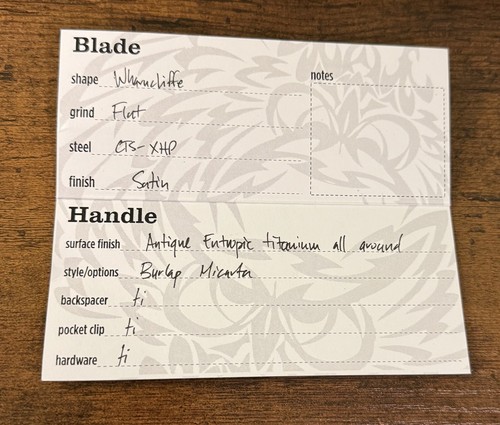 Blade
shape Wharncliffe
notes
grind Flat
steel CTS-XHP
finish Satin
Handle
surface finish Antique Entropic titanium all around
style/options Burlap Micarta
backspacer ti
pocket clip ti
hardware ti